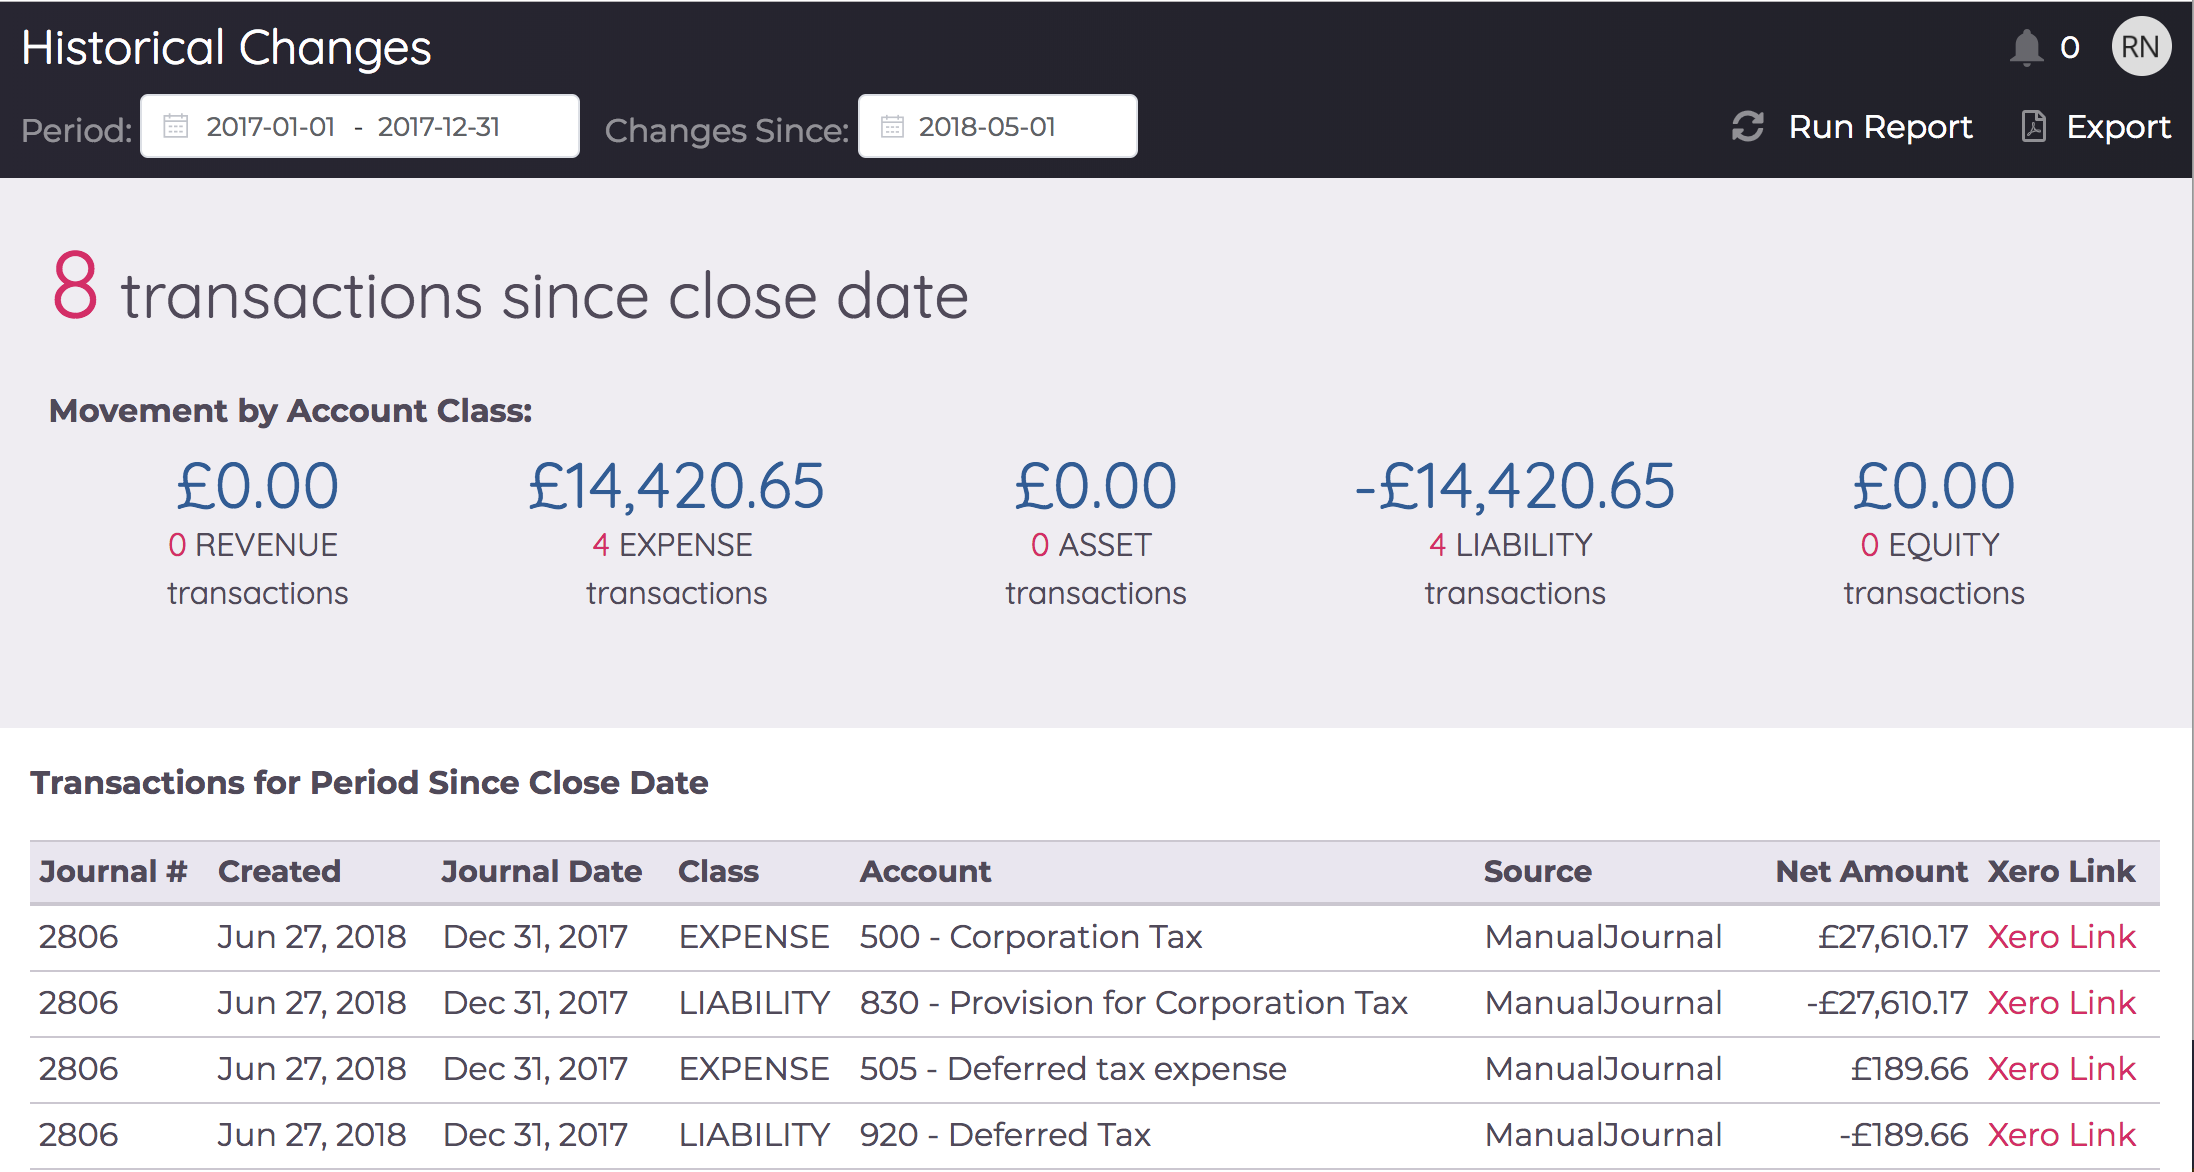 Historical Changes
0 RN
Period: 2017-01-01 - 2017-12-31 Changes Since: 2018-05-01 Run Report Export
8 transactions since close date
Movement by Account Class:
£0.00 £14,420.65 £0.00 -£14,420.65 £0.00
0 REVENUE 4 EXPENSE 0 ASSET 4 LIABILITY 0 EQUITY
transactions transactions transactions transactions transactions
Transactions for Period Since Close Date
Journal # Created Journal Date Class Account Source Net Amount Xero Link
2806 Jun 27, 2018 Dec 31, 2017 EXPENSE 500 - Corporation Tax ManualJournal £27,610.17 Xero Link
2806 Jun 27, 2018 Dec 31, 2017 LIABILITY 830 - Provision for Corporation Tax ManualJournal -£27,610.17 Xero Link
2806 Jun 27, 2018 Dec 31, 2017 EXPENSE 505 - Deferred tax expense ManualJournal £189.66 Xero Link
2806 Jun 27, 2018 Dec 31, 2017 LIABILITY 920 - Deferred Tax ManualJournal -£189.66 Xero Link